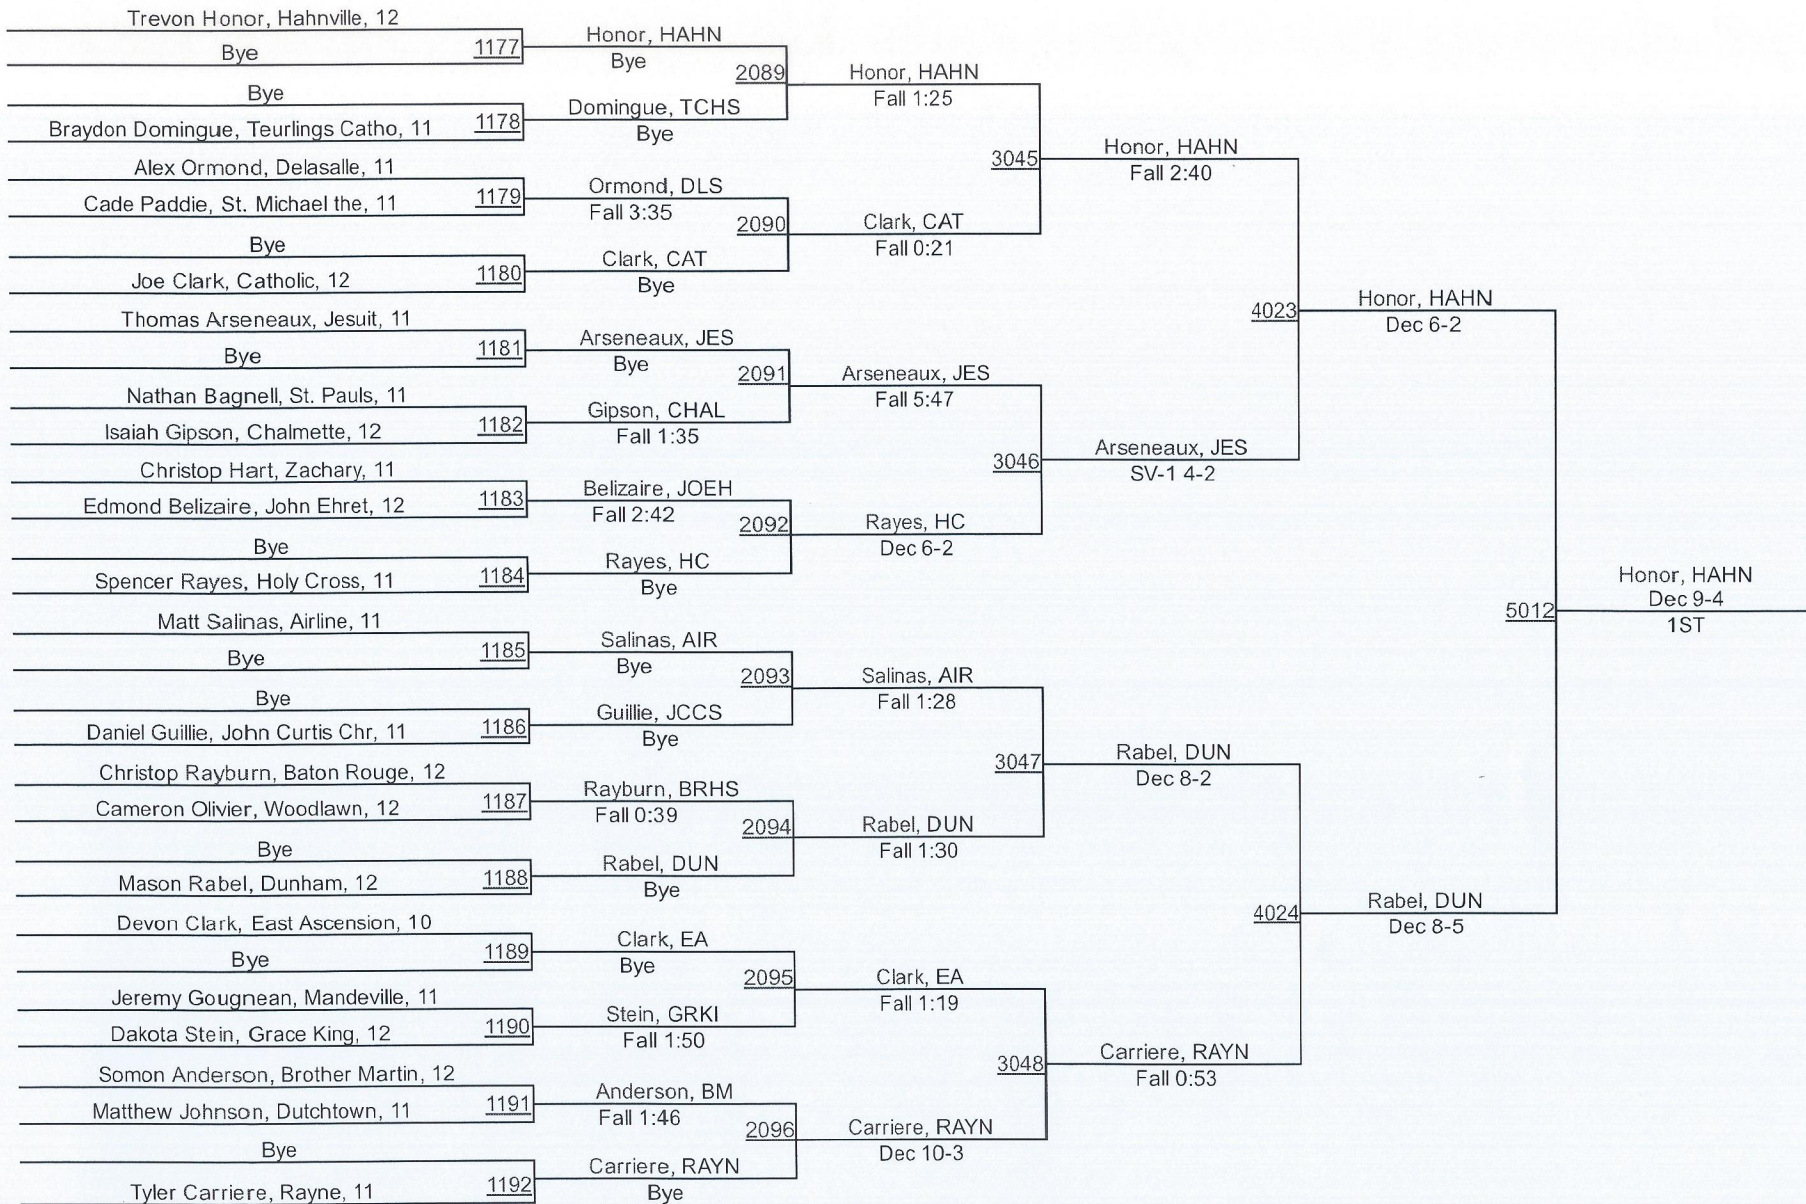 Trevon Honor, Hahnville, 12
Bye
1177
Bye
Braydon Domingue, Teurlings Catho, 11
1178
Alex Ormond, Delasalle, 11
Cade Paddie, St. Michael the, 11
1179
Bye
Joe Clark, Catholic, 12
1180
Thomas Arseneaux, Jesuit, 11
Bye
1181
Nathan Bagnell, St. Pauls, 11
Isaiah Gipson, Chalmette, 12
1182
Christop Hart, Zachary, 11
Edmond Belizaire, John Ehret, 12
1183
Bye
Spencer Rayes, Holy Cross, 11
1184
Matt Salinas, Airline, 11
Bye
1185
Bye
Daniel Guillie, John Curtis Chr, 11
1186
Christop Rayburn, Baton Rouge, 12
Cameron Olivier, Woodlawn, 12
1187
Bye
Mason Rabel, Dunham, 12
1188
Devon Clark, East Ascension, 10
Bye
1189
Jeremy Gougnean, Mandeville, 11
Dakota Stein, Grace King, 12
1190
Somon Anderson, Brother Martin, 12
Matthew Johnson, Dutchtown, 11
1191
Bye
Tyler Carriere, Rayne, 11
1192
Honor, HAHN
Bye
2089
Domingue, TCHS
Bye
Ormond, DLS
Fall 3:35
2090
Clark, CAT
Bye
Arseneaux, JES
Bye
2091
Gipson, CHAL
Fall 1:35
Belizaire, JOEH
Fall 2:42
2092
Rayes, HC
Bye
Salinas, AIR
Bye
2093
Guillie, JCCS
Bye
Rayburn, BRHS
Fall 0:39
2094
Rabel, DUN
Bye
Clark, EA
Bye
2095
Stein, GRKI
Fall 1:50
Anderson, BM
Fall 1:46
2096
Carriere, RAYN
Bye
Honor, HAHN
Fall 1:25
3045
Clark, CAT
Fall 0:21
Arseneaux, JES
Fall 5:47
3046
Rayes, HC
Dec 6-2
Salinas, AIR
Fall 1:28
3047
Rabel, DUN
Fall 1:30
Clark, EA
Fall 1:19
3048
Carriere, RAYN
Dec 10-3
Honor, HAHN
Fall 2:40
4023
Arseneaux, JES
SV-1 4-2
Rabel, DUN
Dec 8-2
4024
Carriere, RAYN
Fall 0:53
Honor, HAHN
Dec 6-2
5012
Rabel, DUN
Dec 8-5
Honor, HAHN
Dec 9-4
1ST